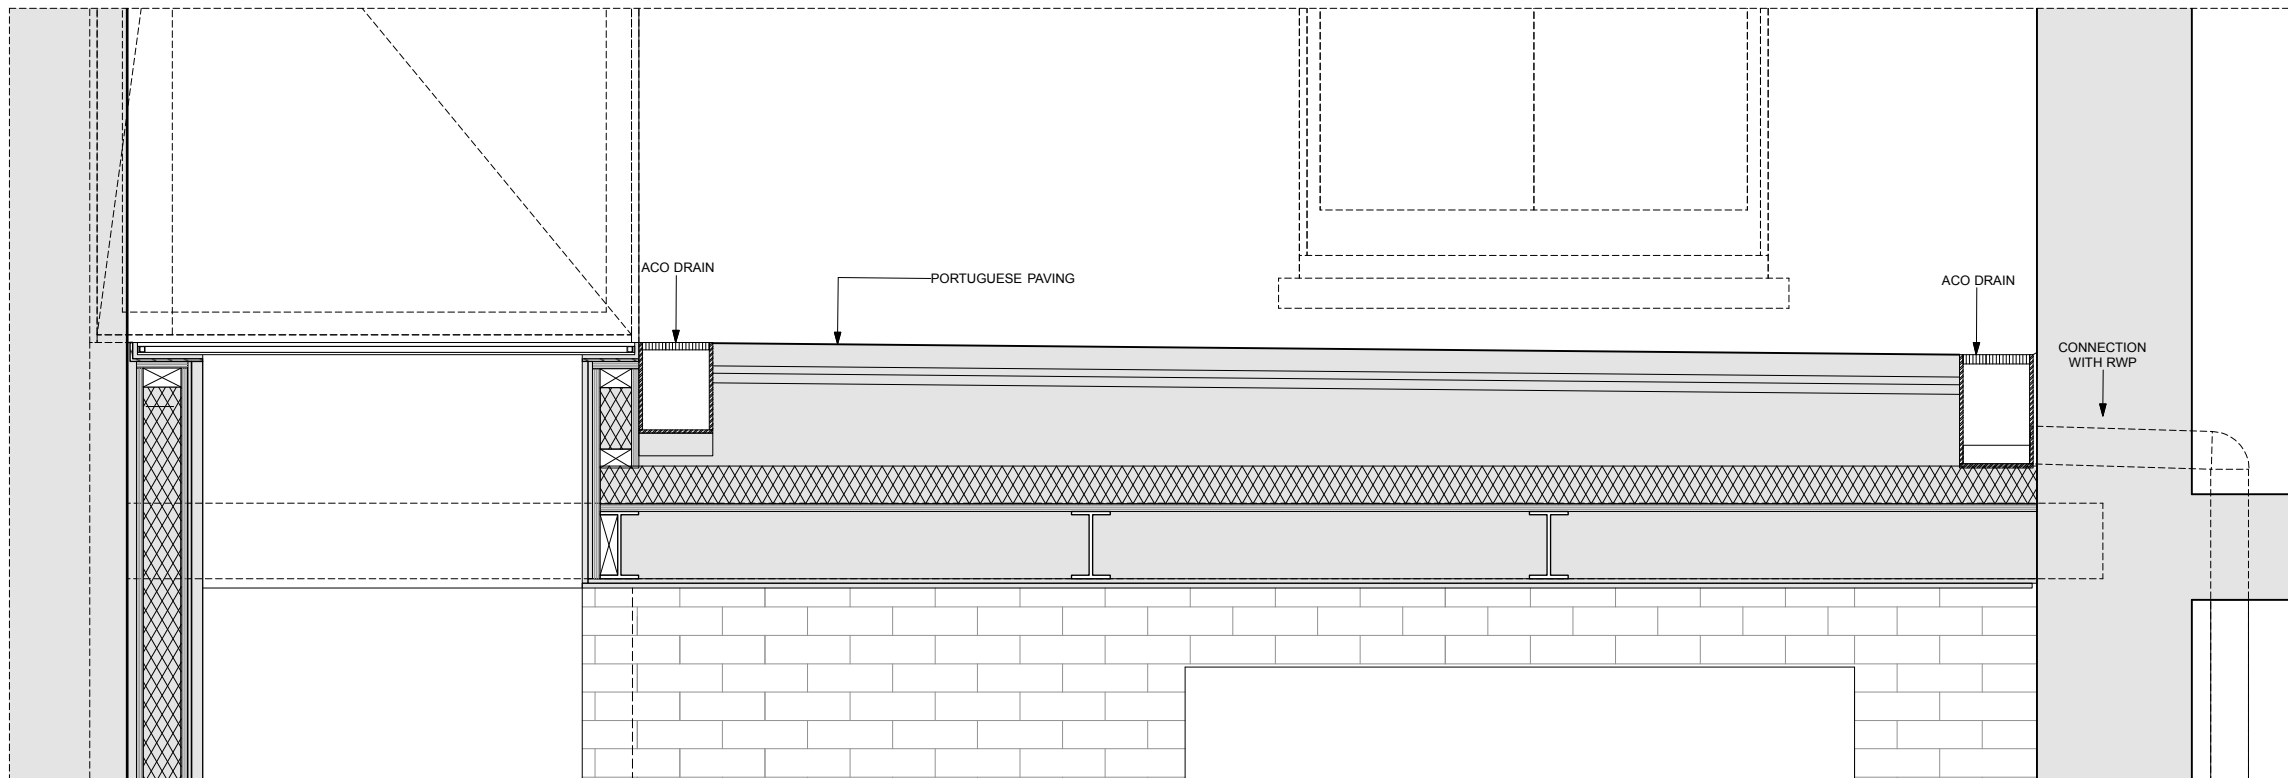 ACO DRAIN
PORTUGUESE PAVING
ACO DRAIN
CONNECTION
WITH RWP